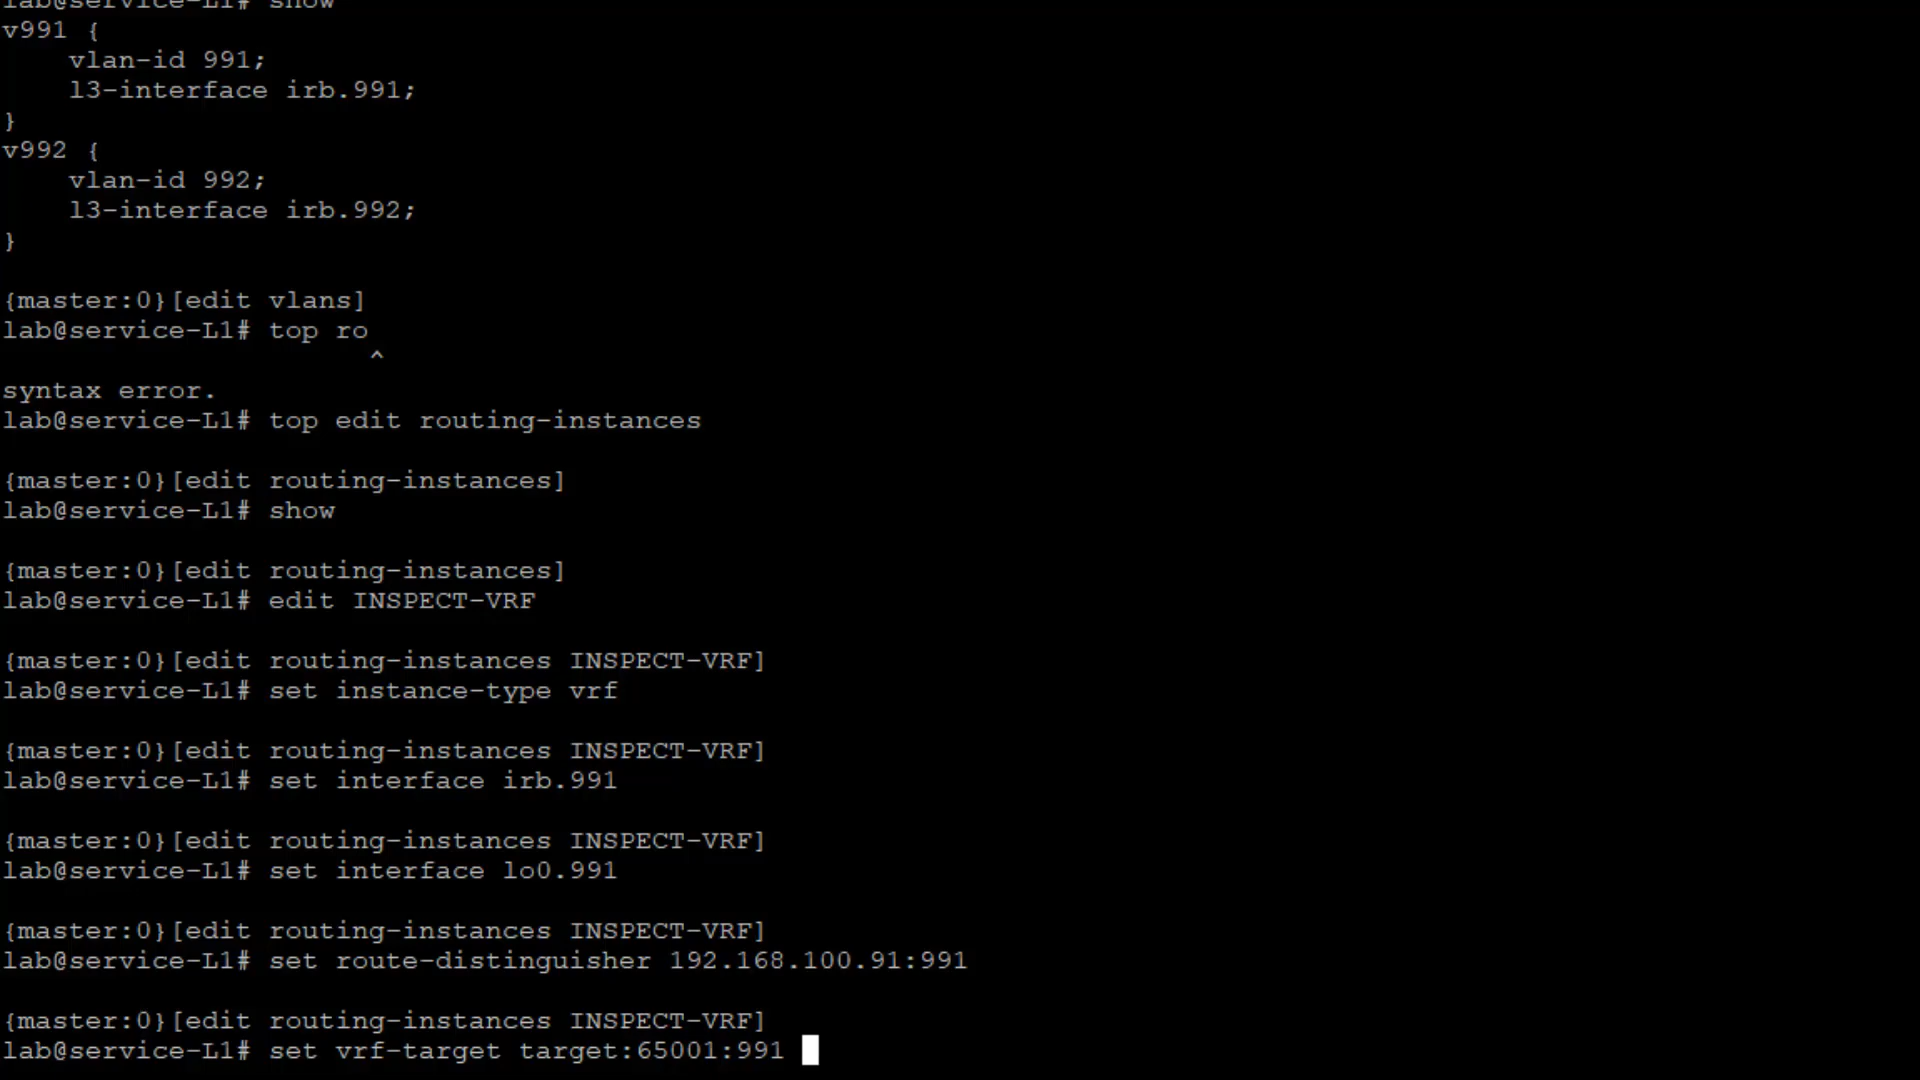 lab@service-L1# show
v991 {
    vlan-id 991;
    l3-interface irb.991;
}
v992 {
    vlan-id 992;
    l3-interface irb.992;
}
{master:0}[edit vlans]
lab@service-L1# top ro
                      ^
syntax error.
lab@service-L1# top edit routing-instances
{master:0}[edit routing-instances]
lab@service-L1# show
{master:0}[edit routing-instances]
lab@service-L1# edit INSPECT-VRF
{master:0}[edit routing-instances INSPECT-VRF]
lab@service-L1# set instance-type vrf
{master:0}[edit routing-instances INSPECT-VRF]
lab@service-L1# set interface irb.991
{master:0}[edit routing-instances INSPECT-VRF]
lab@service-L1# set interface lo0.991
{master:0}[edit routing-instances INSPECT-VRF]
lab@service-L1# set route-distinguisher 192.168.100.91:991
{master:0}[edit routing-instances INSPECT-VRF]
lab@service-L1# set vrf-target target:65001:991